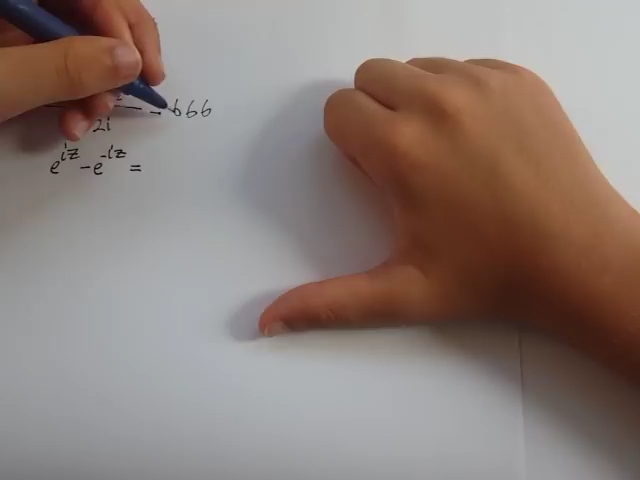 2i = 666
e^{iz} - e^{-iz} =